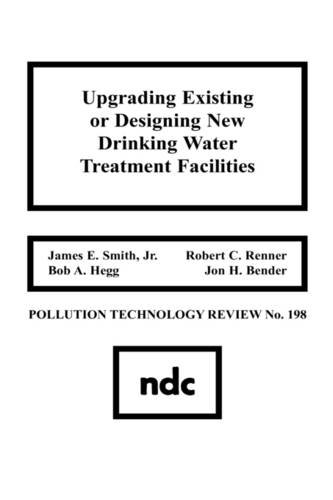 Upgrading Existing
or Designing New
Drinking Water
Treatment Facilities
James E. Smith, Jr. Robert C. Renner
Bob A. Hegg Jon H. Bender
POLLUTION TECHNOLOGY REVIEW No. 198
ndc